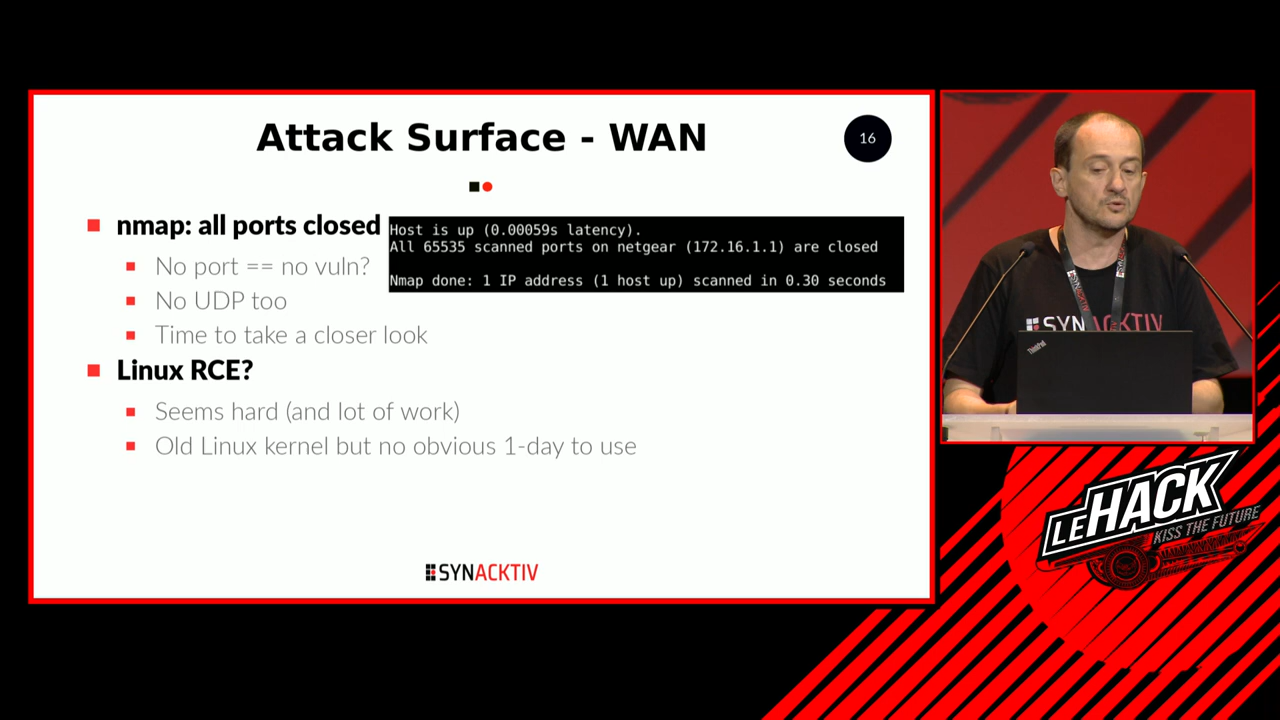 Attack Surface - WAN
16
nmap: all ports closed
Host is up (0.00059s latency).
All 65535 scanned ports on netgear (172.16.1.1) are closed
Nmap done: 1 IP address (1 host up) scanned in 0.30 seconds
No port == no vuln?
No UDP too
Time to take a closer look
Linux RCE?
Seems hard (and lot of work)
Old Linux kernel but no obvious 1-day to use
SYNACKTIV
SYNACKTIV
SYNACKTIV
ThinkPad
LEHACK
KISS THE FUTURE